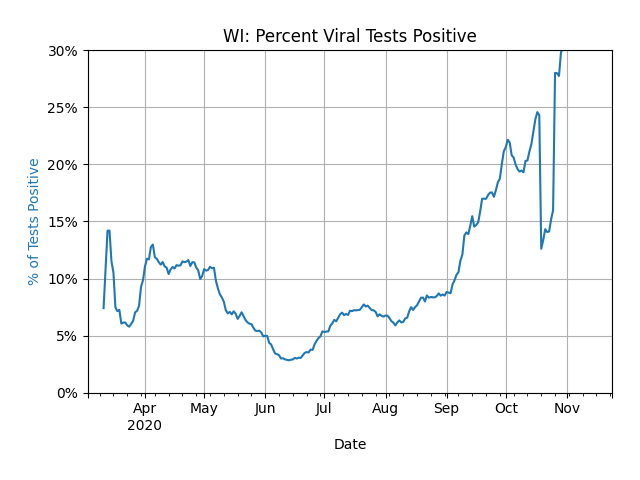 WI: Percent Viral Tests Positive
30%
25%
20%
15%
10%
5%
0%
% of Tests Positive
Apr May Jun Jul Aug Sep Oct Nov
2020
Date